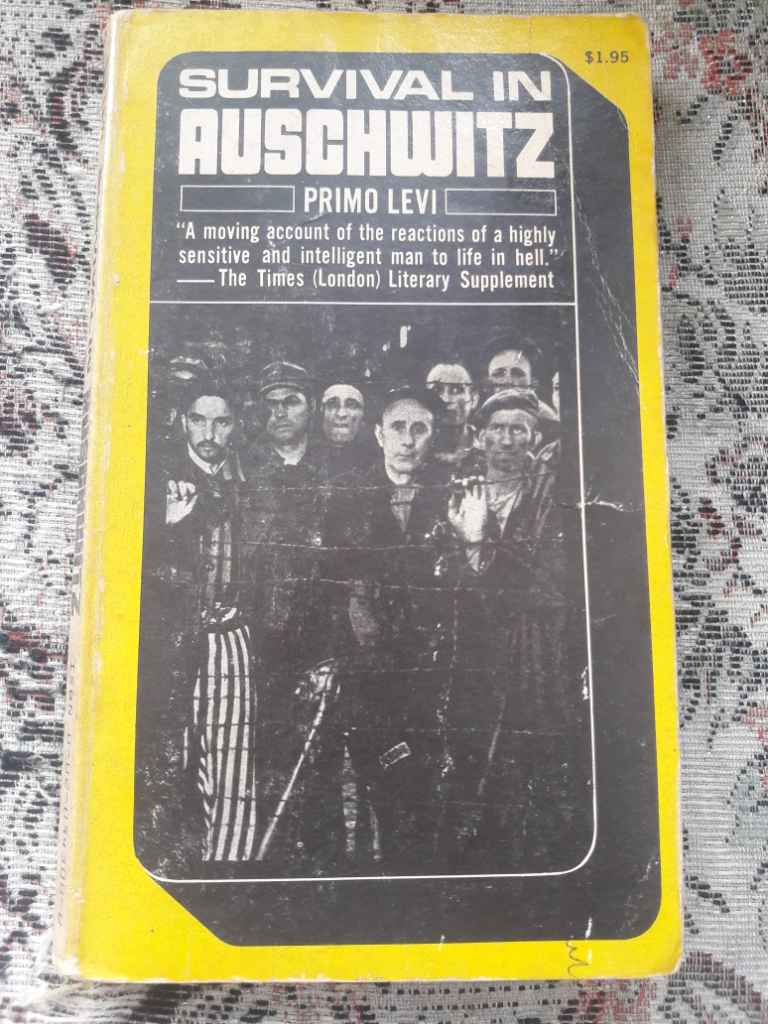 $1.95
SURVIVAL IN
AUSCHWITZ
PRIMO LEVI
“A moving account of the reactions of a highly
sensitive and intelligent man to life in hell.”
—The Times (London) Literary Supplement